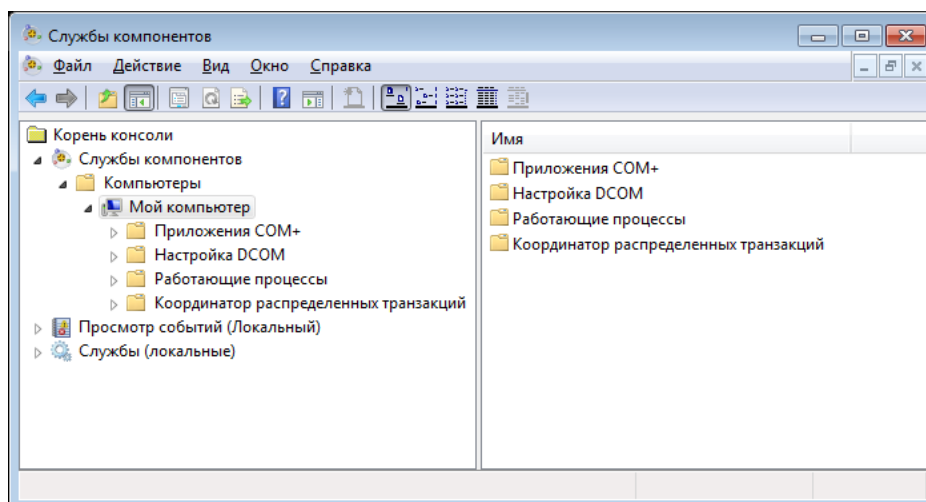 Службы компонентов
Файл Действие Вид Окно Справка
Корень консоли
Службы компонентов
Компьютеры
Мой компьютер
Приложения COM+
Настройка DCOM
Работающие процессы
Координатор распределенных транзакций
Просмотр событий (Локальный)
Службы (локальные)
Имя
Приложения COM+
Настройка DCOM
Работающие процессы
Координатор распределенных транзакций